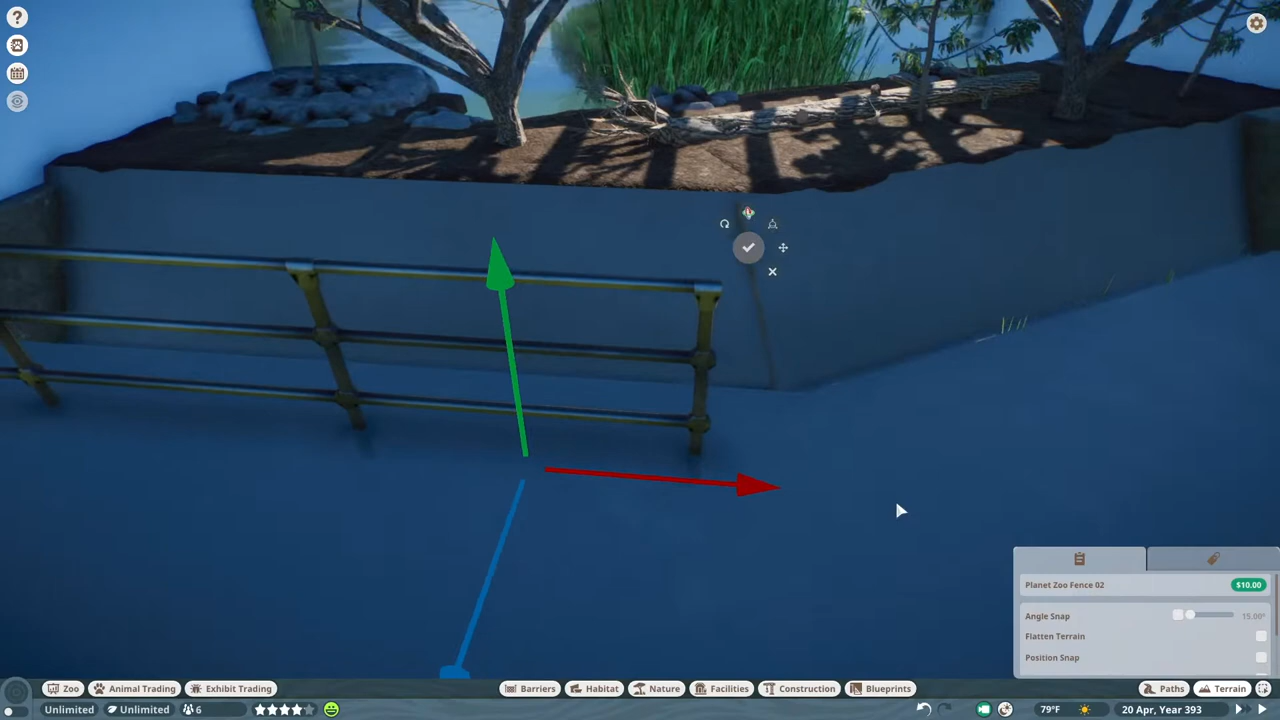 ?
Planet Zoo Fence 02 $10.00
Angle Snap 15.00°
Flatten Terrain
Position Snap
Zoo Animal Trading Exhibit Trading Barriers Habitat Nature Facilities Construction Blueprints Paths Terrain
Unlimited Unlimited 6 79°F 20 Apr, Year 393